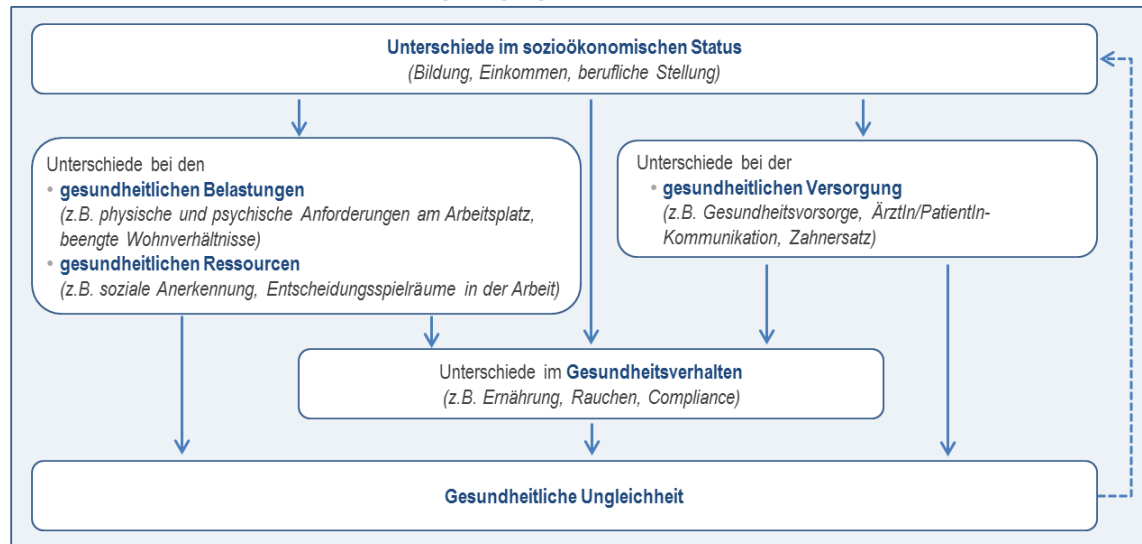 Unterschiede im sozioökonomischen Status
(Bildung, Einkommen, berufliche Stellung)
Unterschiede bei den
• gesundheitlichen Belastungen
(z.B. physische und psychische Anforderungen am Arbeitsplatz,
beengte Wohnverhältnisse)
• gesundheitlichen Ressourcen
(z.B. soziale Anerkennung, Entscheidungsspielräume in der Arbeit)
Unterschiede bei der
• gesundheitlichen Versorgung
(z.B. Gesundheitsvorsorge, ÄrztIn/PatientIn-
Kommunikation, Zahnersatz)
Unterschiede im Gesundheitsverhalten
(z.B. Ernährung, Rauchen, Compliance)
Gesundheitliche Ungleichheit